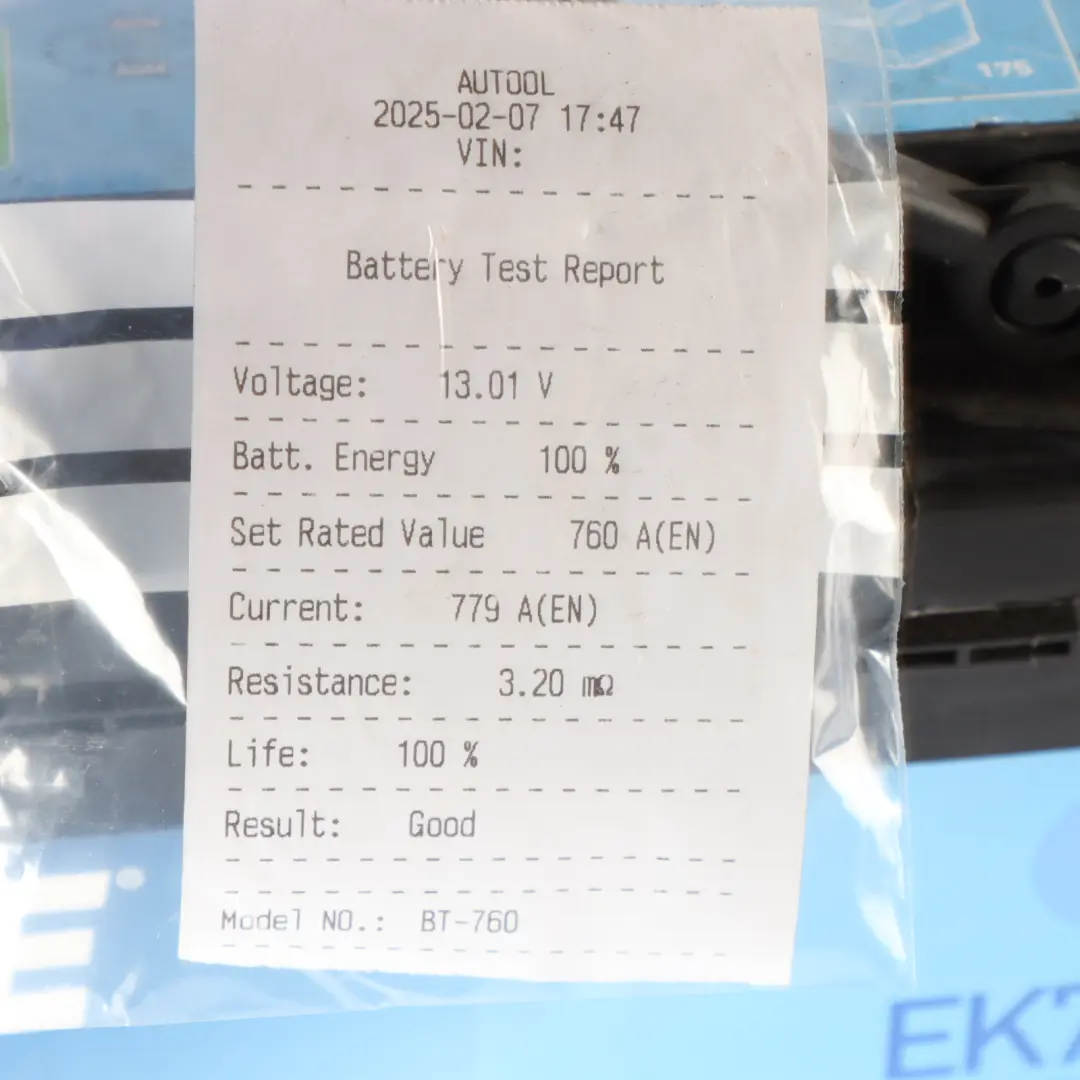 175
AUTOOL
2025-02-07 17:47
VIN:
Battery Test Report
Voltage: 13.01 V
Batt. Energy 100 %
Set Rated Value 760 A(EN)
Current: 779 A(EN)
Resistance: 3.20 mΩ
Life: 100 %
Result: Good
Model NO.: BT-760
E
EK7